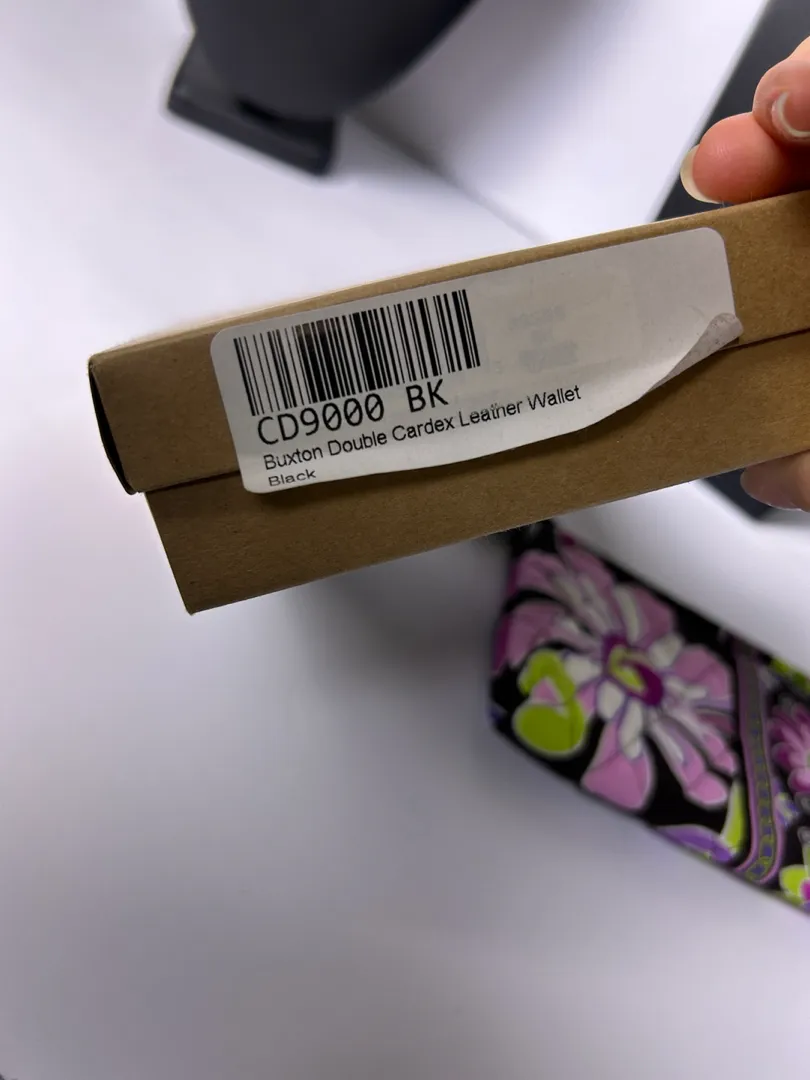 CD9000 BK
Buxton Double Cardex Leather Wallet
Black